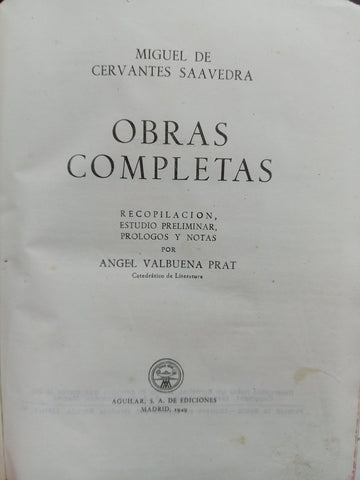 MIGUEL DE
CERVANTES SAAVEDRA
OBRAS
COMPLETAS
RECOPILACION,
ESTUDIO PRELIMINAR,
PROLOGOS Y NOTAS
POR
ANGEL VALBUENA PRAT
Catedrático de Literatura
AGUILAR, S. A. DE EDICIONES
MADRID, 1949